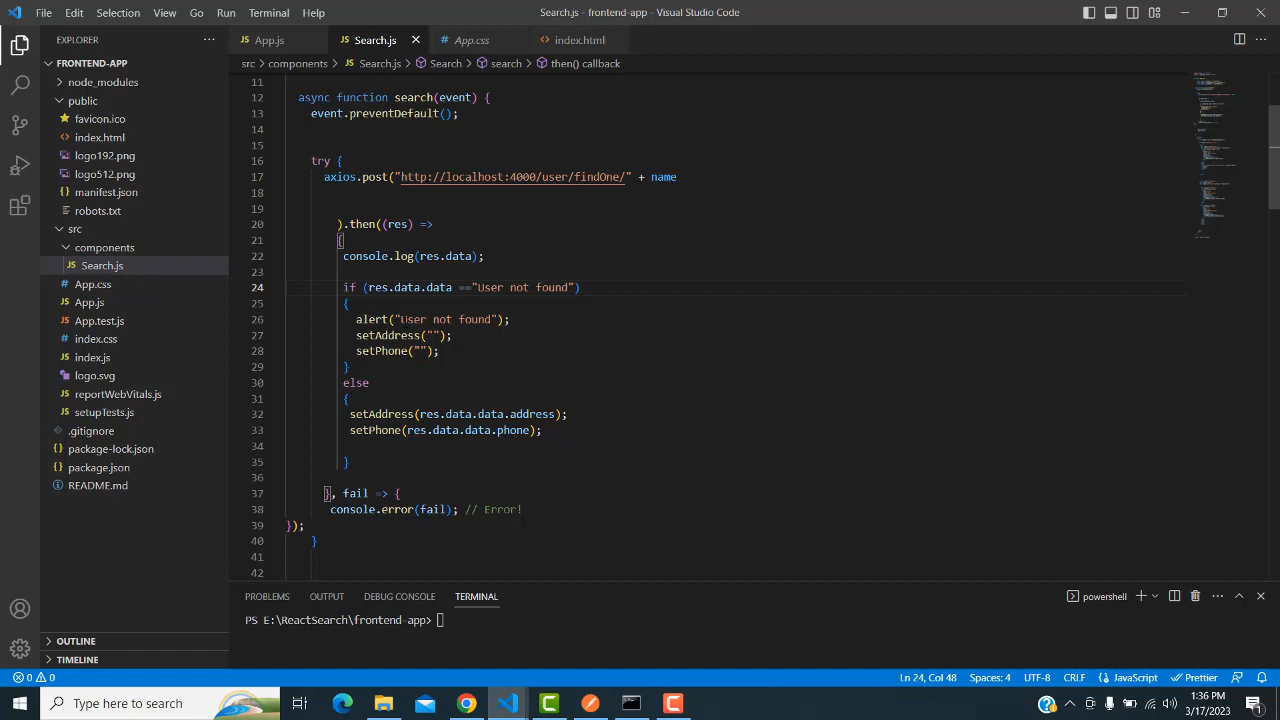 File Edit Selection View Go Run Terminal Help Search.js - frontend-app - Visual Studio Code
EXPLORER
App.js
Search.js
App.css
index.html
src > components > Search.js > Search > search > then() callback
FRONTEND-APP
node_modules
public
favicon.ico
index.html
logo192.png
logo512.png
manifest.json
robots.txt
src
components
Search.js
App.css
App.js
App.test.js
index.css
index.js
logo.svg
reportWebVitals.js
setupTests.js
.gitignore
package-lock.json
package.json
README.md
OUTLINE
TIMELINE
11
12 async function search(event) {
13 event.preventDefault();
14
15
16 try {
17 axios.post("http://localhost:4000/user/findOne/" + name
18
19
20 ).then((res) =>
21 {
22 console.log(res.data);
23
24 if (res.data.data =="User not found")
25 {
26 alert("User not found");
27 setAddress("");
28 setPhone("");
29 }
30 else
31 {
32 setAddress(res.data.data.address);
33 setPhone(res.data.data.phone);
34
35 }
36
37 }, fail => {
38 console.error(fail); // Error!
39 });
40 }
41
42
PROBLEMS OUTPUT DEBUG CONSOLE TERMINAL
powershell
PS E:\ReactSearch\frontend-app>
0 0
Ln 24, Col 48 Spaces: 4 UTF-8 CRLF JavaScript Prettier
Type here to search
1:36 PM
3/17/2023